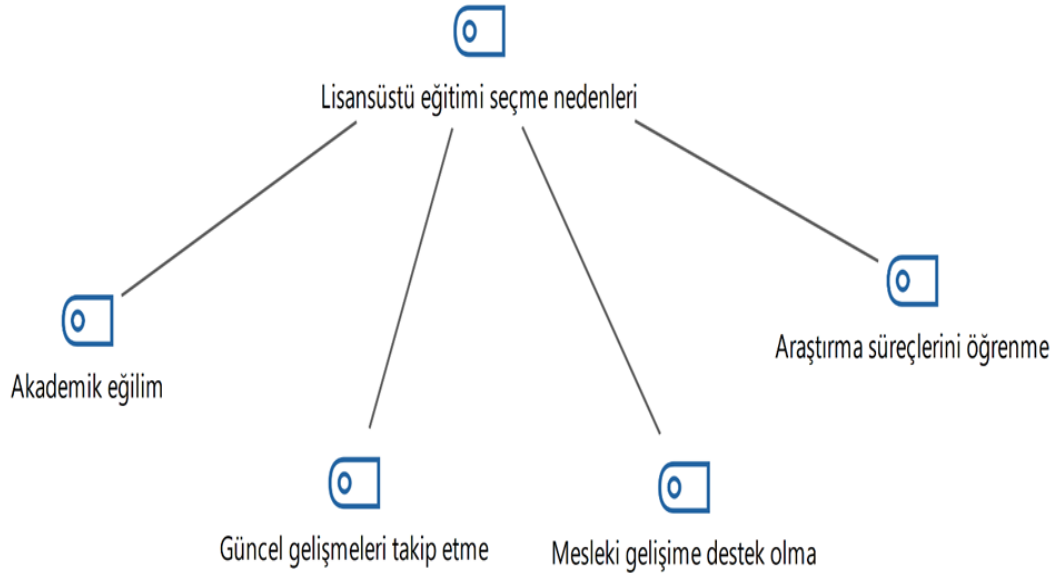 Lisansüstü eğitimi seçme nedenleri
Akademik eğilim
Araştırma süreçlerini öğrenme
Güncel gelişmeleri takip etme
Mesleki gelişime destek olma